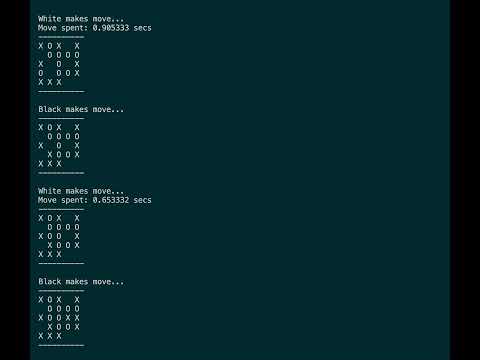 White makes move...
Move spent: 0.905333 secs
----------
X O X   X
  O O O O
X   O   X
O   O O X
X X X
----------
Black makes move...
----------
X O X   X
  O O O O
X   O   X
  X O O X
X X X
----------
White makes move...
Move spent: 0.653332 secs
----------
X O X   X
  O O O O
X O O   X
  X O O X
X X X
----------
Black makes move...
----------
X O X   X
  O O O O
X O O X X
  X O O X
X X X
----------